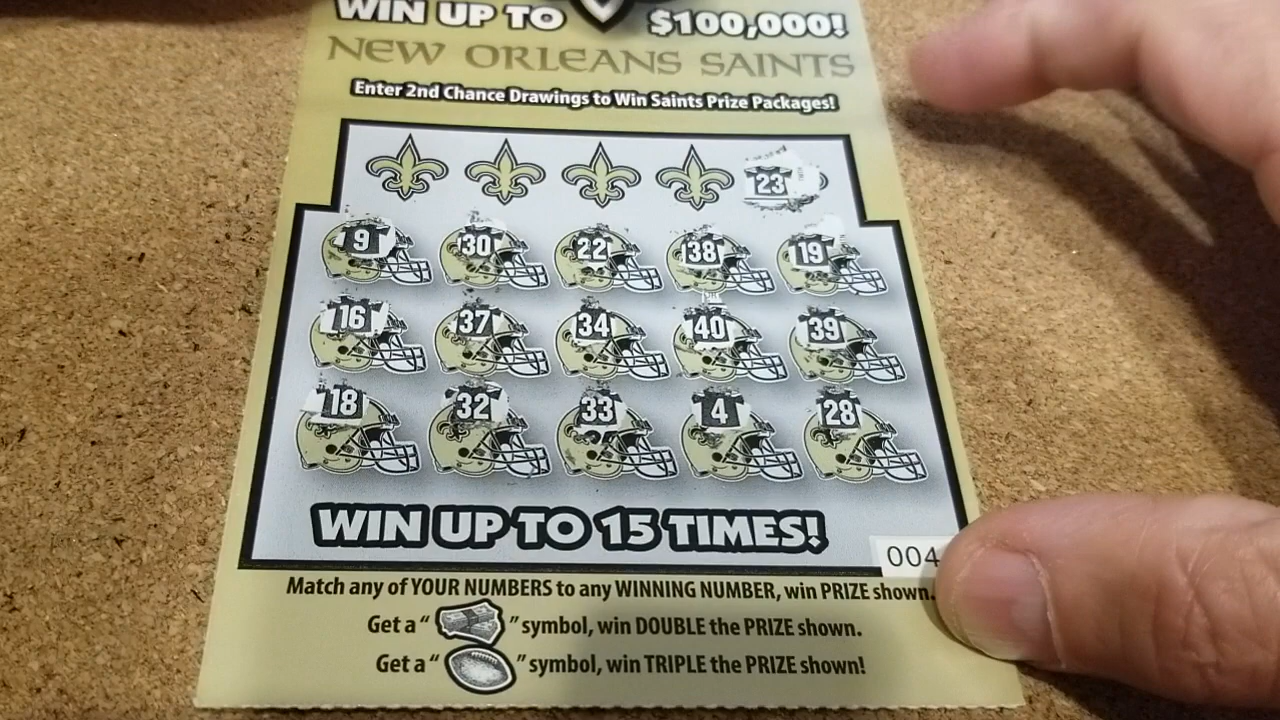 WIN UP TO $100,000!
NEW ORLEANS SAINTS
Enter 2nd Chance Drawings to Win Saints Prize Packages!
23
9 30 22 38 19
16 37 34 40 39
18 32 33 4 28
WIN UP TO 15 TIMES!
004
Match any of YOUR NUMBERS to any WINNING NUMBER, win PRIZE shown.
Get a " " symbol, win DOUBLE the PRIZE shown.
Get a " " symbol, win TRIPLE the PRIZE shown!